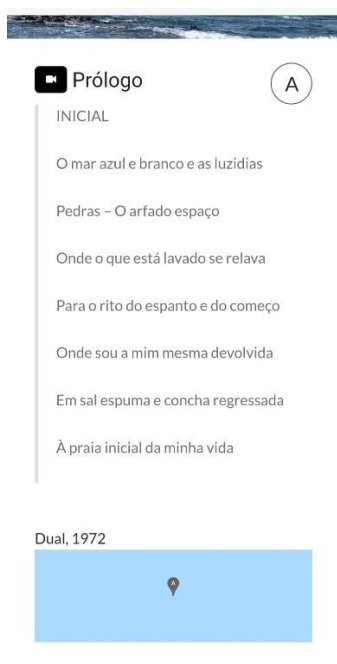 Prólogo
A
INICIAL
O mar azul e branco e as luzidias
Pedras – O arfado espaço
Onde o que está lavado se relava
Para o rito do espanto e do começo
Onde sou a mim mesma devolvida
Em sal espuma e concha regressada
À praia inicial da minha vida
Dual, 1972
A